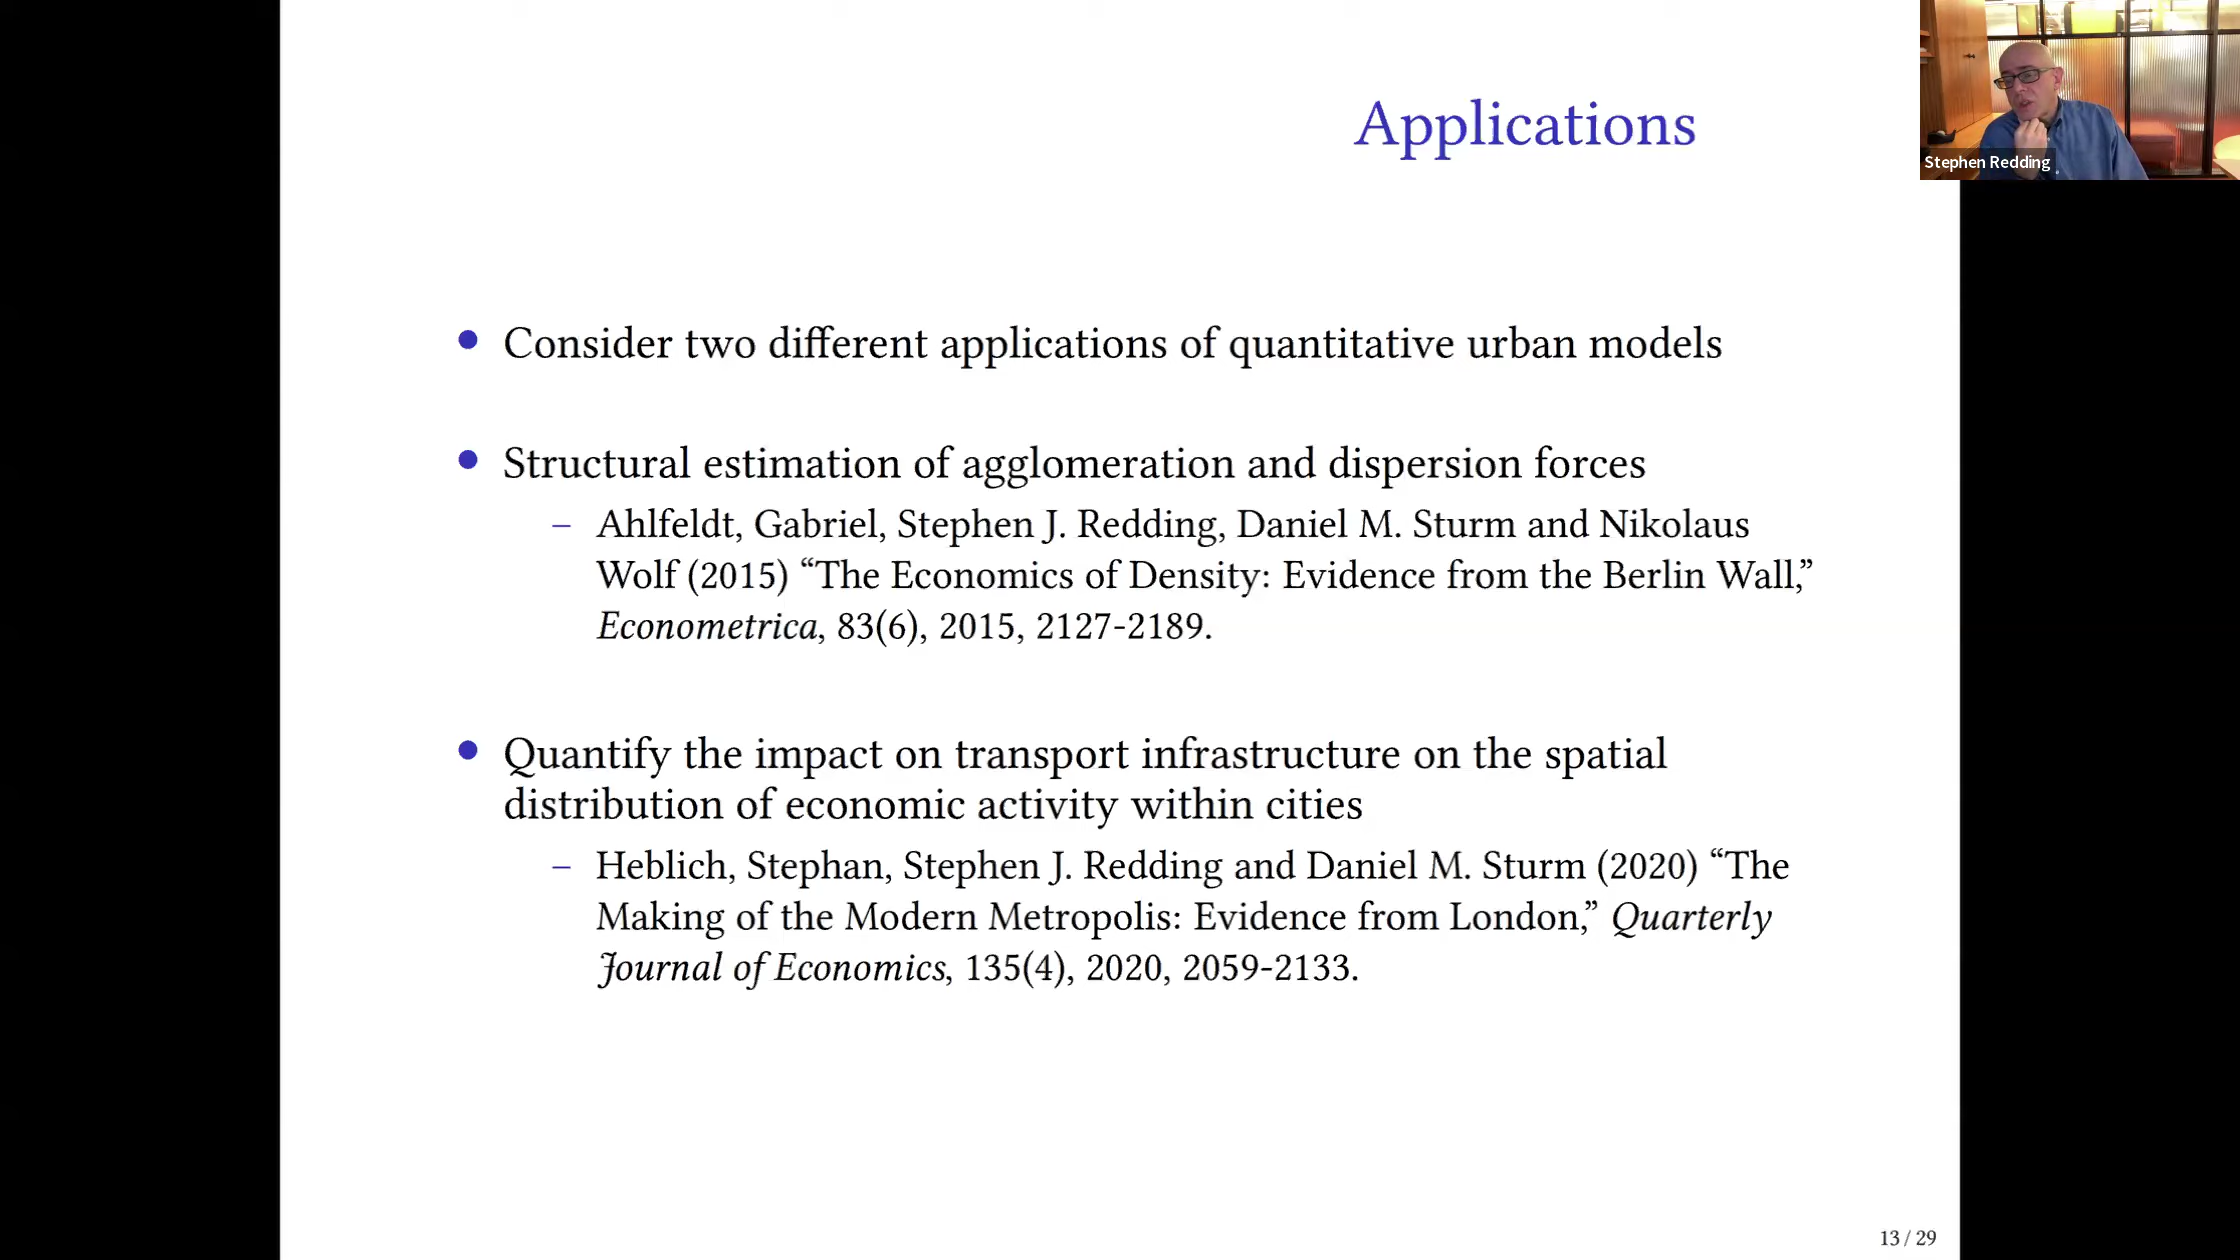 Applications
Stephen Redding
• Consider two different applications of quantitative urban models
• Structural estimation of agglomeration and dispersion forces
– Ahlfeldt, Gabriel, Stephen J. Redding, Daniel M. Sturm and Nikolaus
Wolf (2015) “The Economics of Density: Evidence from the Berlin Wall,”
Econometrica, 83(6), 2015, 2127-2189.
• Quantify the impact on transport infrastructure on the spatial
distribution of economic activity within cities
– Heblich, Stephan, Stephen J. Redding and Daniel M. Sturm (2020) “The
Making of the Modern Metropolis: Evidence from London,” Quarterly
Journal of Economics, 135(4), 2020, 2059-2133.
13 / 29